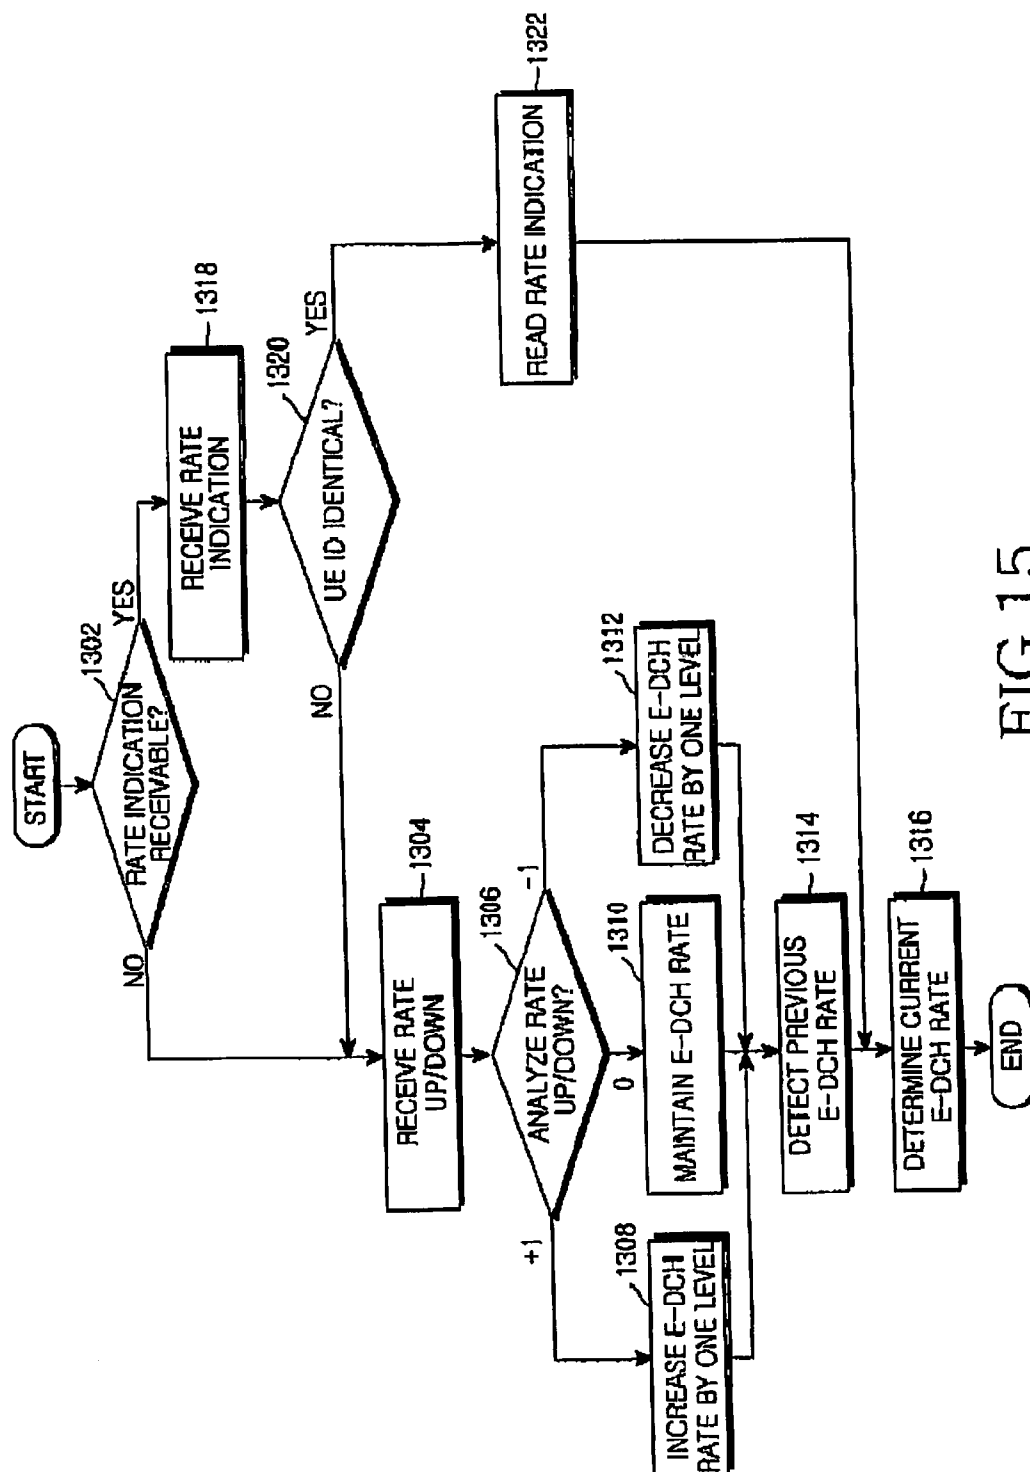 START
1302
RATE INDICATION
RECEIVABLE?
NO
YES
1318
RECEIVE RATE
INDICATION
1320
UE ID IDENTICAL?
NO
YES
1322
READ RATE INDICATION
1304
RECEIVE RATE
UP/DOWN
1306
ANALYZE RATE
UP/DOWN?
+1
0
-1
1308
INCREASE E-DCH
RATE BY ONE LEVEL
1310
MAINTAIN E-DCH RATE
1312
DECREASE E-DCH
RATE BY ONE LEVEL
1314
DETECT PREVIOUS
E-DCH RATE
1316
DETERMINE CURRENT
E-DCH RATE
END
FIG.15